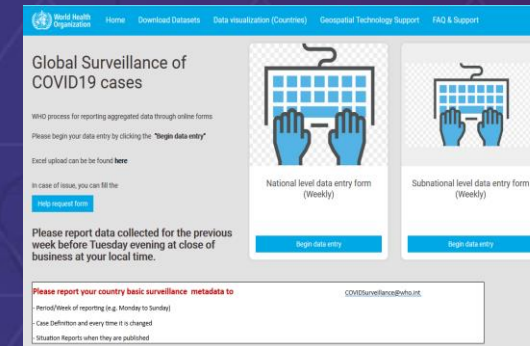 World Health
Organization
Home
Download Datasets
Data visualization (Countries)
Geospatial Technology Support
FAQ & Support
Global Surveillance of
COVID19 cases
WHO process for reporting aggregated data through online forms
Please begin your data entry by clicking the "Begin data entry"
Excel upload can be be found here
In case of issue, you can fill the
Help request form
Please report data collected for the previous
week before Tuesday evening at close of
business at your local time.
National level data entry form
(Weekly)
Begin data entry
Subnational level data entry form
(Weekly)
Begin data entry
Please report your country basic surveillance metadata to
COVIDSurveillance@who.int
- Period/Week of reporting (e.g. Monday to Sunday)
- Case Definition and every time it is changed
- Situation Reports when they are published